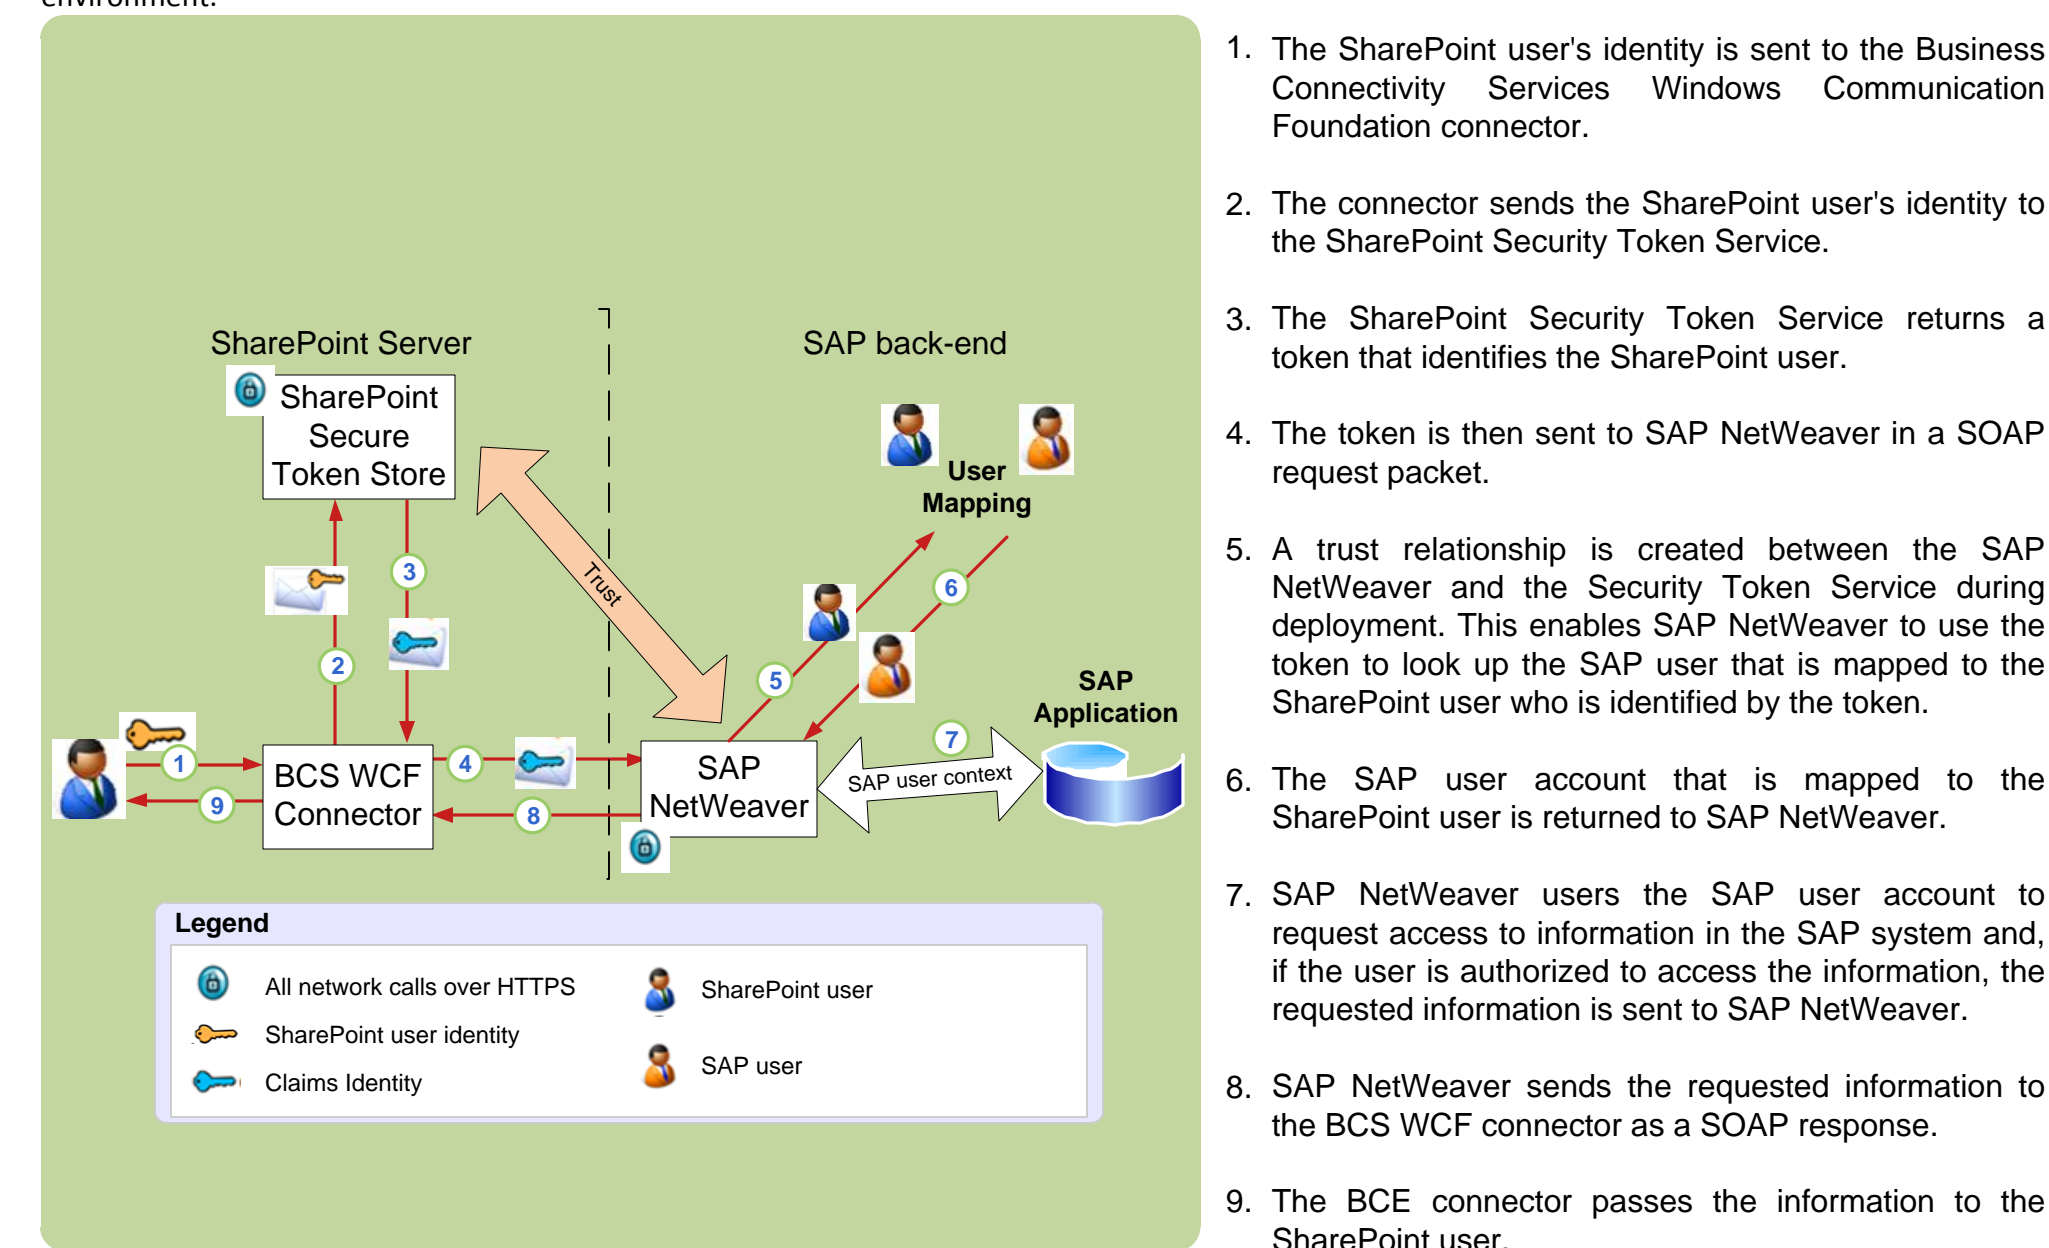 environment.
SharePoint Server
SAP back-end
SharePoint
Secure
Token Store
User
Mapping
Trust
3
6
2
5
SAP
Application
1
4
7
BCS WCF
Connector
SAP
NetWeaver
SAP user context
9
8
Legend
All network calls over HTTPS
SharePoint user identity
Claims Identity
SharePoint user
SAP user
1. The SharePoint user's identity is sent to the Business
Connectivity Services Windows Communication
Foundation connector.
2. The connector sends the SharePoint user's identity to
the SharePoint Security Token Service.
3. The SharePoint Security Token Service returns a
token that identifies the SharePoint user.
4. The token is then sent to SAP NetWeaver in a SOAP
request packet.
5. A trust relationship is created between the SAP
NetWeaver and the Security Token Service during
deployment. This enables SAP NetWeaver to use the
token to look up the SAP user that is mapped to the
SharePoint user who is identified by the token.
6. The SAP user account that is mapped to the
SharePoint user is returned to SAP NetWeaver.
7. SAP NetWeaver users the SAP user account to
request access to information in the SAP system and,
if the user is authorized to access the information, the
requested information is sent to SAP NetWeaver.
8. SAP NetWeaver sends the requested information to
the BCS WCF connector as a SOAP response.
9. The BCE connector passes the information to the
SharePoint user.